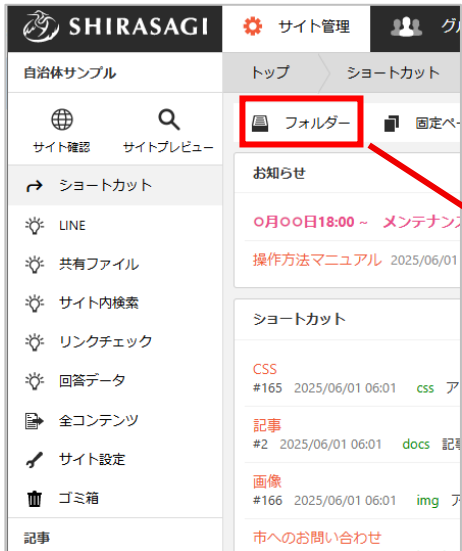 SHIRASAGI
サイト管理
自治体サンプル
トップ ショートカット
サイト確認 サイトプレビュー
フォルダー
ショートカット
LINE
共有ファイル
サイト内検索
リンクチェック
回答データ
全コンテンツ
サイト設定
ゴミ箱
記事
お知らせ
○月○○日18:00 ~ メンテナンス
操作方法マニュアル 2025/06/01
ショートカット
CSS
#165 2025/06/01 06:01 css
記事
#2 2025/06/01 06:01 docs
画像
#166 2025/06/01 06:01 img
市へのお問い合わせ